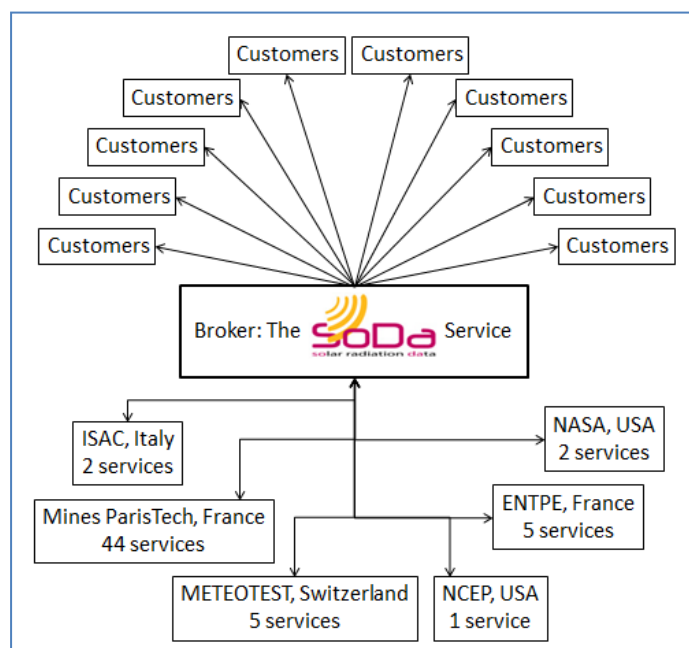 Customers
Customers
Customers
Customers
Customers
Customers
Customers
Customers
Customers
Customers
Broker: The SoDa Service
solar radiation data
ISAC, Italy
2 services
NASA, USA
2 services
Mines ParisTech, France
44 services
ENTPE, France
5 services
METEOTEST, Switzerland
5 services
NCEP, USA
1 service